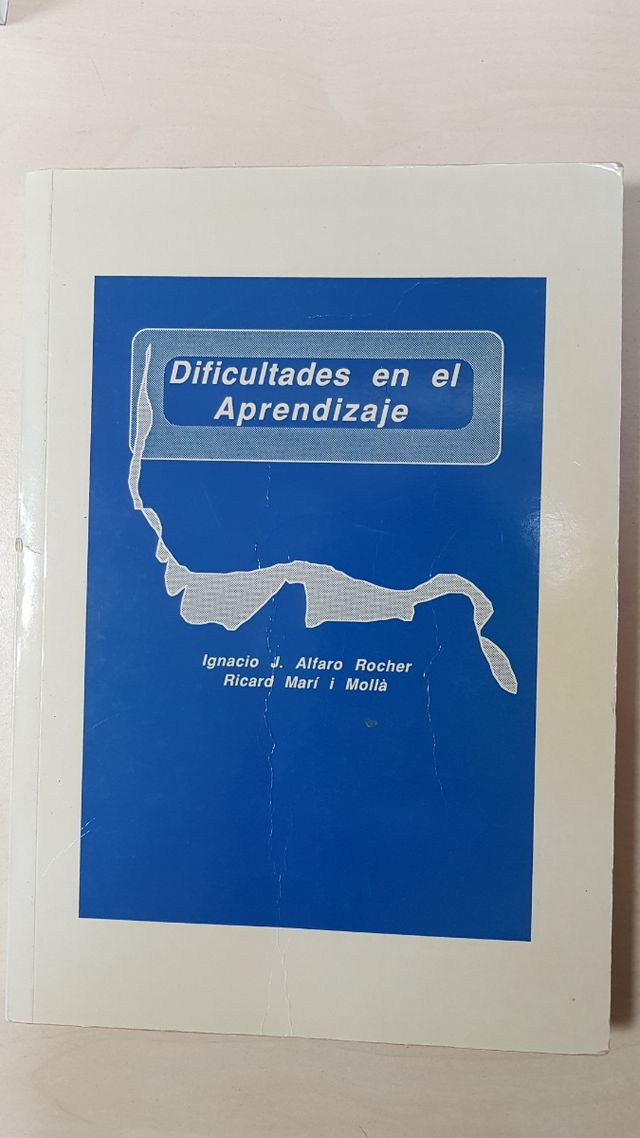 Dificultades en el
Aprendizaje
Ignacio J. Alfaro Rocher
Ricard Marí i Mollà